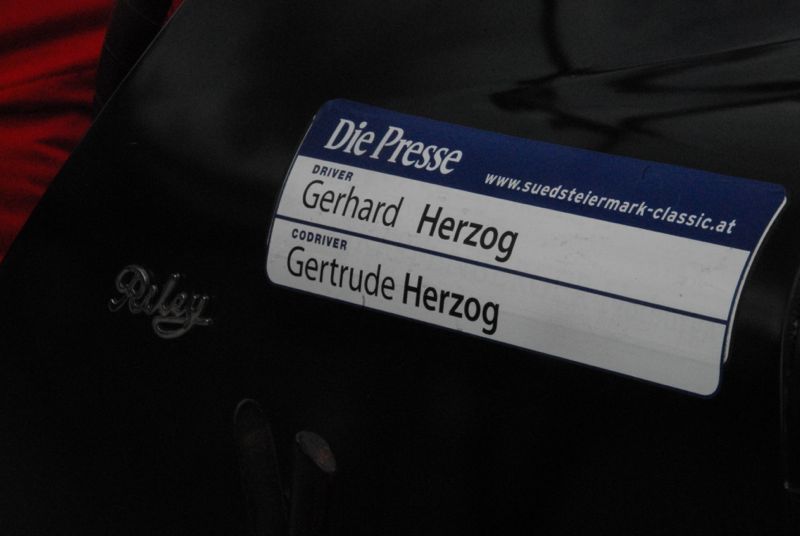 Die Presse
www.suedsteiermark-classic.at
DRIVER
Gerhard Herzog
CODRIVER
Gertrude Herzog
Riley